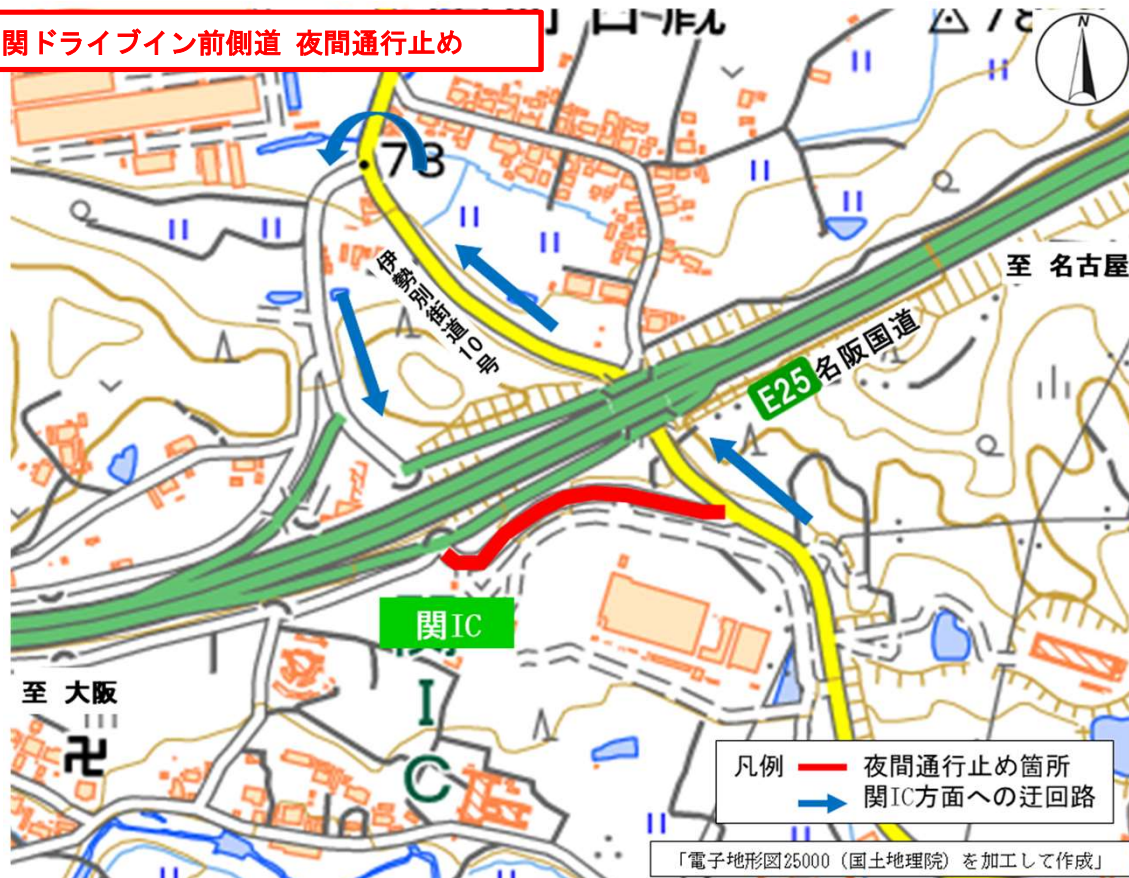 関ドライブイン前側道 夜間通行止め
78
N
78
至 名古屋
伊勢別街道10号
E25 名阪国道
関IC
I
C
至 大阪
凡例 夜間通行止め箇所
関IC方面への迂回路
「電子地形図25000(国土地理院)を加工して作成」